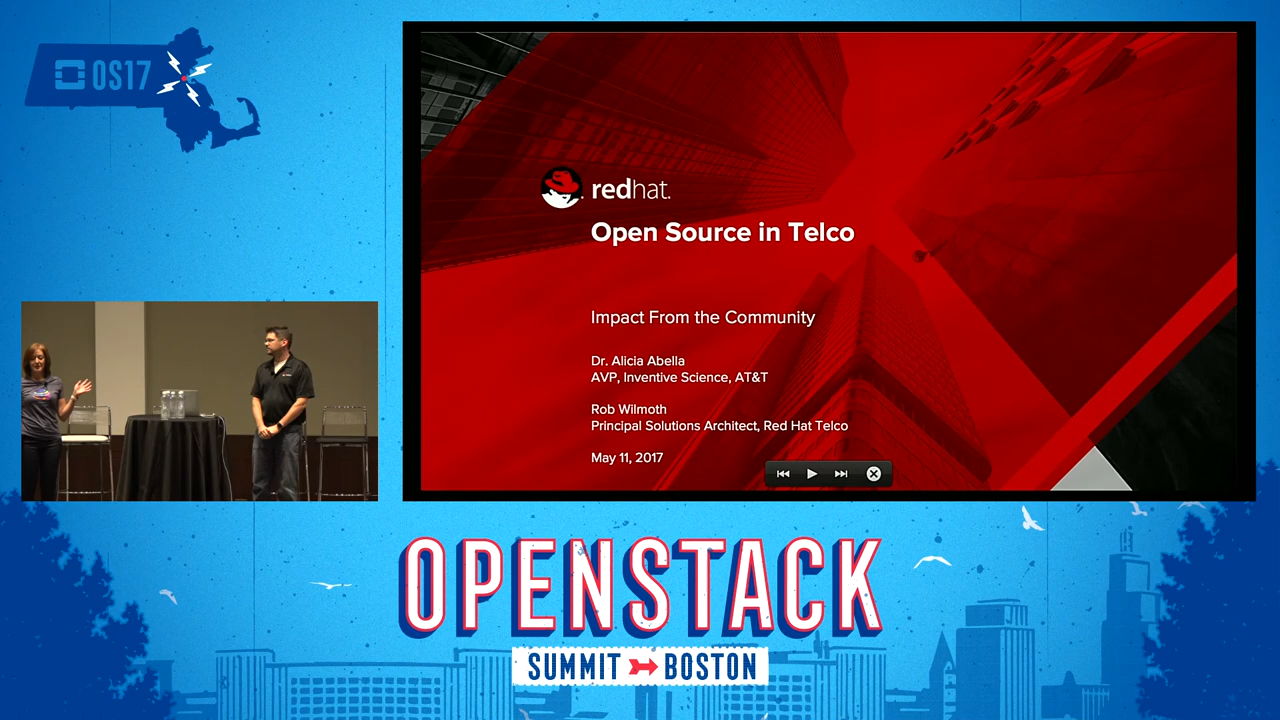 OS17
redhat.
Open Source in Telco
Impact From the Community
Dr. Alicia Abella
AVP, Inventive Science, AT&T
Rob Wilmoth
Principal Solutions Architect, Red Hat Telco
May 11, 2017
OPENSTACK
SUMMIT BOSTON